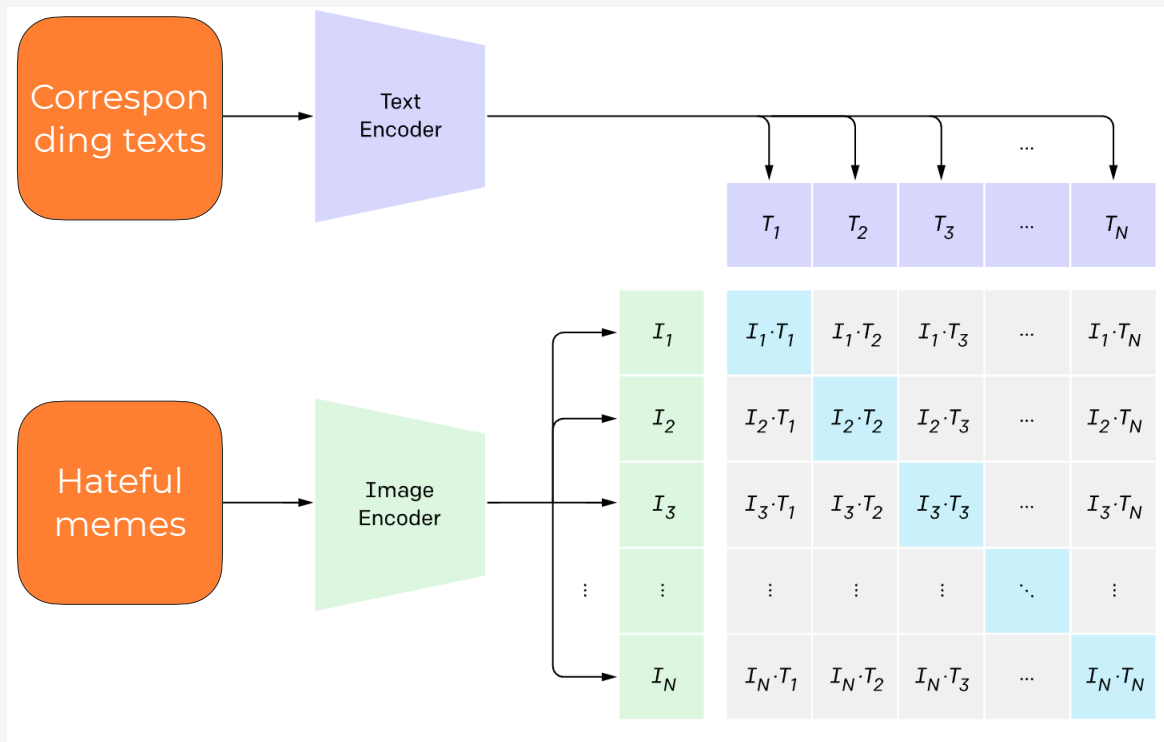 Correspon
ding texts
Text
Encoder
...
T1 T2 T3 ... TN
Hateful
memes
Image
Encoder
⋮
I1 I1·T1 I1·T2 I1·T3 ... I1·TN
I2 I2·T1 I2·T2 I2·T3 ... I2·TN
I3 I3·T1 I3·T2 I3·T3 ... I3·TN
⋮ ⋮ ⋮ ⋮ ⋱ ⋮
IN IN·T1 IN·T2 IN·T3 ... IN·TN